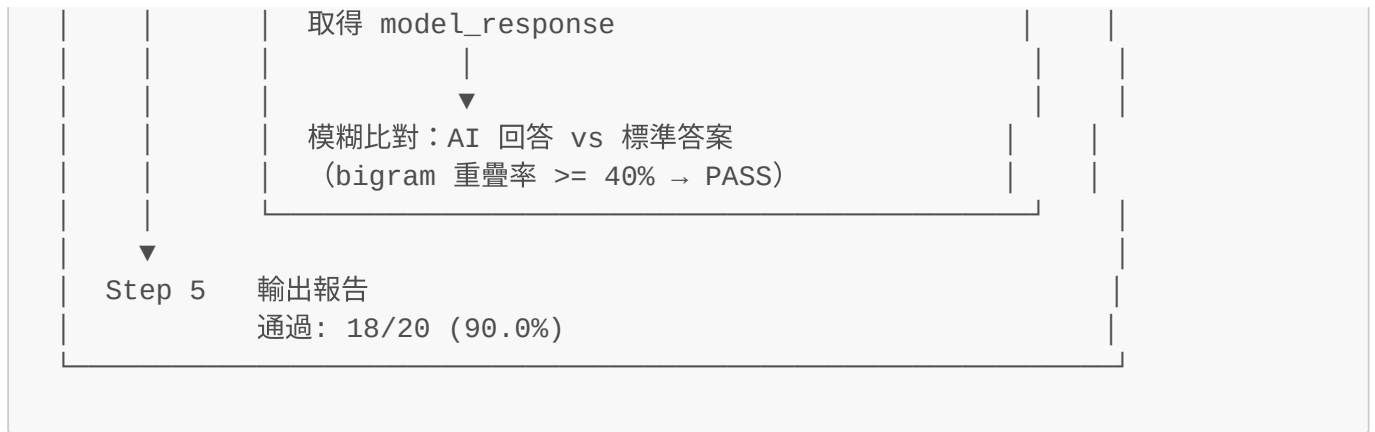 取得 model_response
▼
模糊比對：AI 回答 vs 標準答案
（bigram 重疊率 >= 40% → PASS）
▼
Step 5 輸出報告
通過: 18/20 (90.0%)